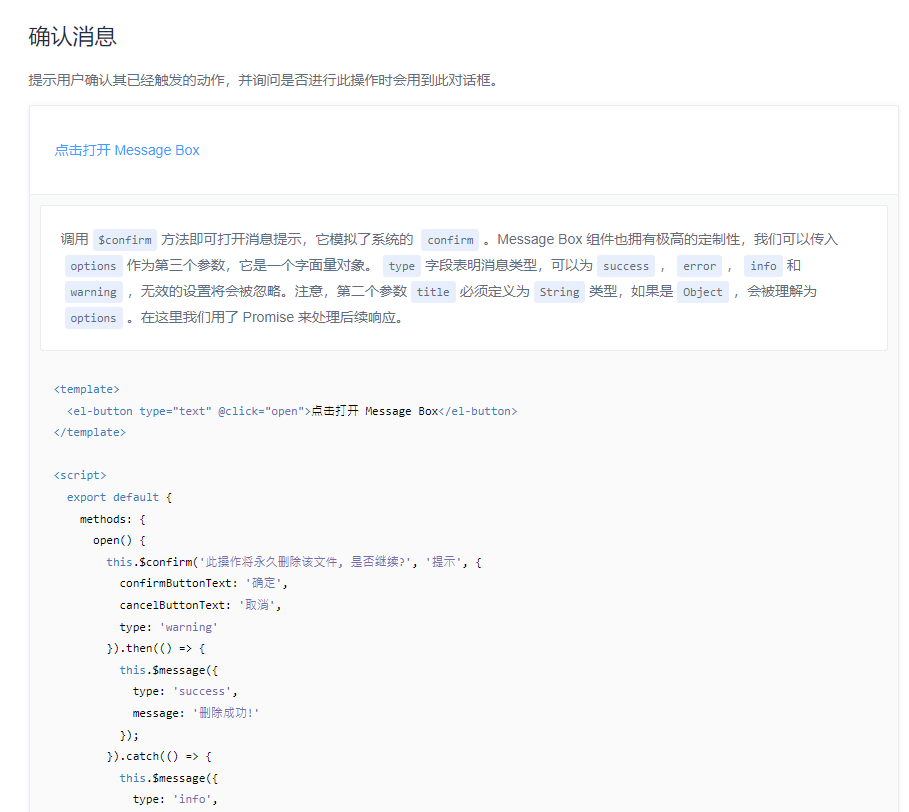 确认消息
提示用户确认其已经触发的动作，并询问是否进行此操作时会用到此对话框。
点击打开 Message Box
调用 $confirm 方法即可打开消息提示，它模拟了系统的 confirm 。Message Box 组件也拥有极高的定制性，我们可以传入
options 作为第三个参数，它是一个字面量对象。 type 字段表明消息类型，可以为 success ， error ， info 和
warning ，无效的设置将会被忽略。注意，第二个参数 title 必须定义为 String 类型，如果是 Object ，会被理解为
options 。在这里我们用了 Promise 来处理后续响应。
<template>
  <el-button type="text" @click="open">点击打开 Message Box</el-button>
</template>
<script>
  export default {
    methods: {
      open() {
        this.$confirm('此操作将永久删除该文件, 是否继续?', '提示', {
          confirmButtonText: '确定',
          cancelButtonText: '取消',
          type: 'warning'
        }).then(() => {
          this.$message({
            type: 'success',
            message: '删除成功!'
          });
        }).catch(() => {
          this.$message({
            type: 'info',